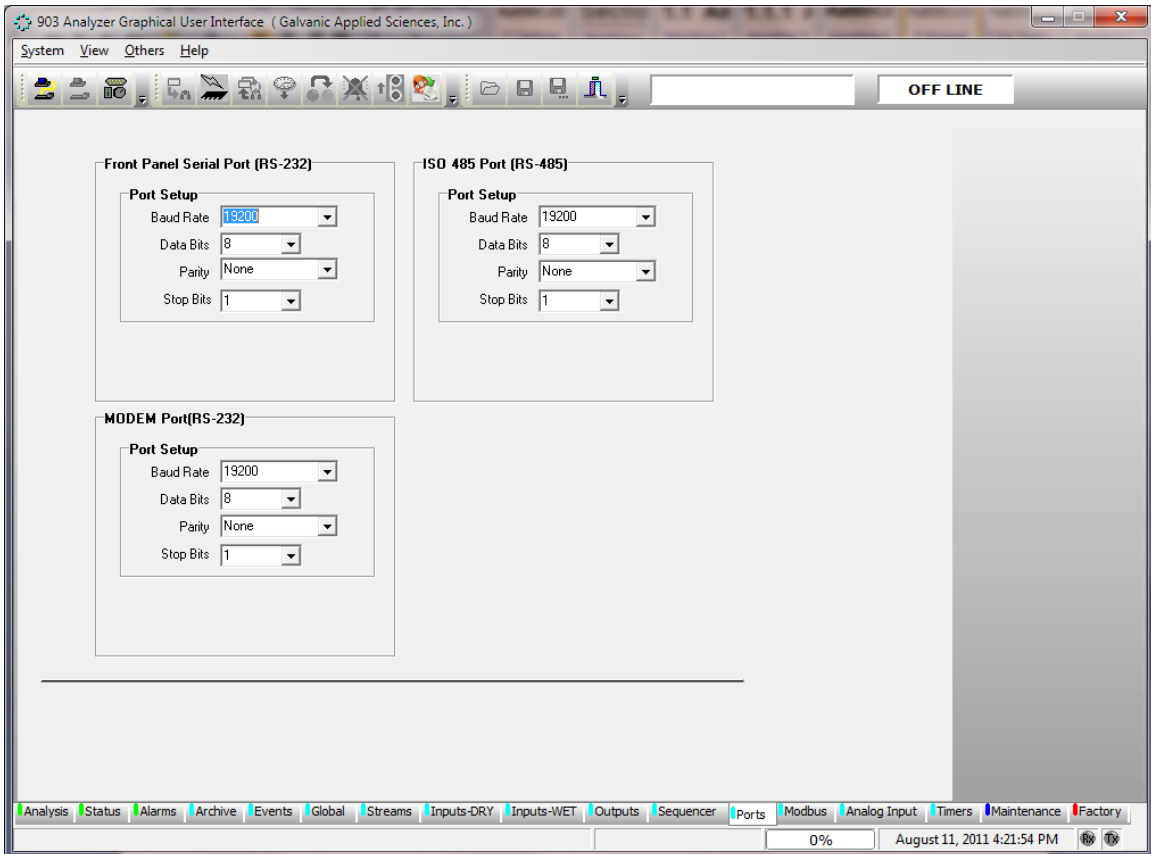 903 Analyzer Graphical User Interface ( Galvanic Applied Sciences, Inc. )
System View Others Help
OFF LINE
Front Panel Serial Port (RS-232)
Port Setup
Baud Rate 19200
Data Bits 8
Parity None
Stop Bits 1
ISO 485 Port (RS-485)
Port Setup
Baud Rate 19200
Data Bits 8
Parity None
Stop Bits 1
MODEM Port(RS-232)
Port Setup
Baud Rate 19200
Data Bits 8
Parity None
Stop Bits 1
Analysis Status Alarms Archive Events Global Streams Inputs-DRY Inputs-WET Outputs Sequencer Ports Modbus Analog Input Timers Maintenance Factory
0% August 11, 2011 4:21:54 PM Rx Tx